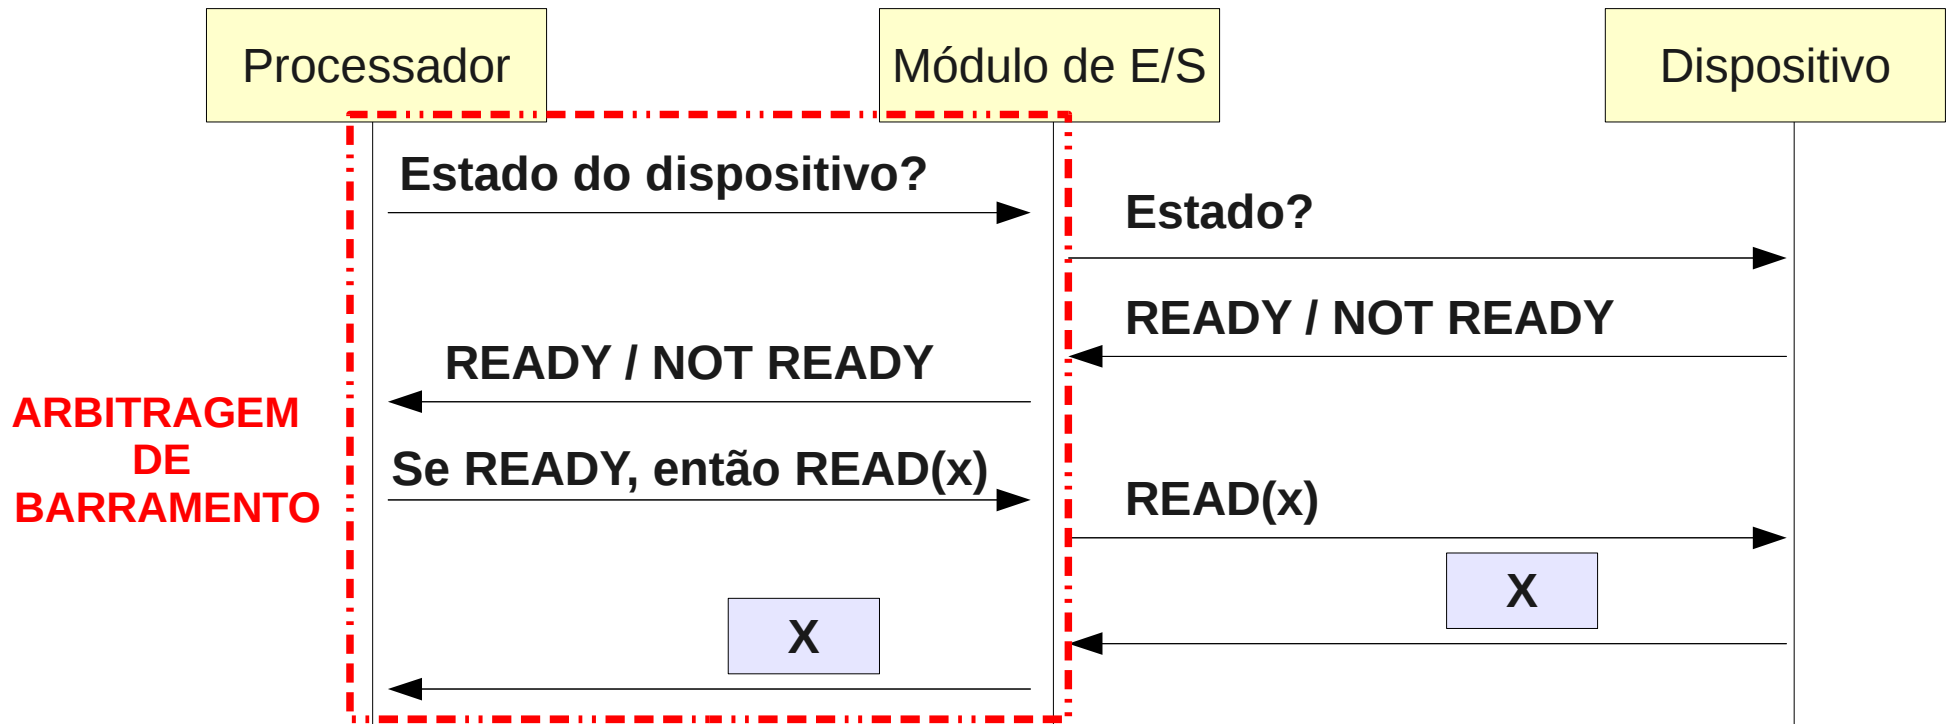 Processador
Módulo de E/S
Dispositivo
Estado do dispositivo?
Estado?
READY / NOT READY
READY / NOT READY
ARBITRAGEM
DE
BARRAMENTO
Se READY, então READ(x)
READ(x)
X
X